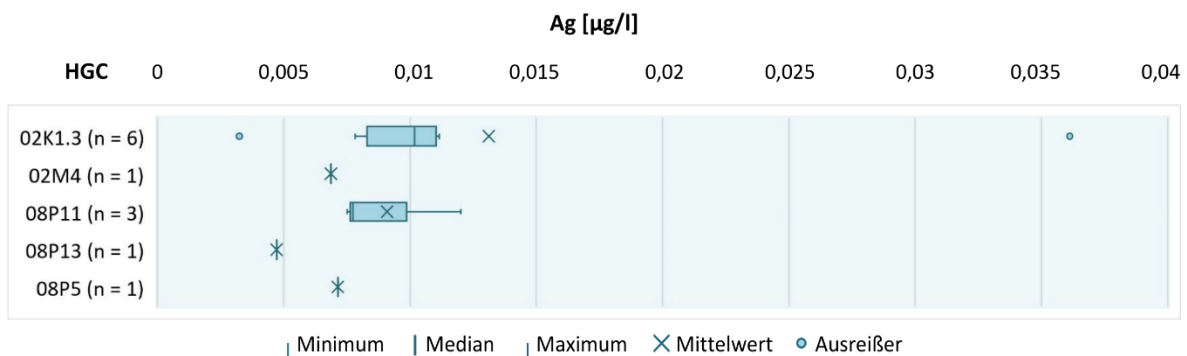 Ag [µg/l]
HGC 0 0,005 0,01 0,015 0,02 0,025 0,03 0,035 0,04
02K1.3 (n = 6)
02M4 (n = 1)
08P11 (n = 3)
08P13 (n = 1)
08P5 (n = 1)
Minimum Median Maximum Mittelwert Ausreißer